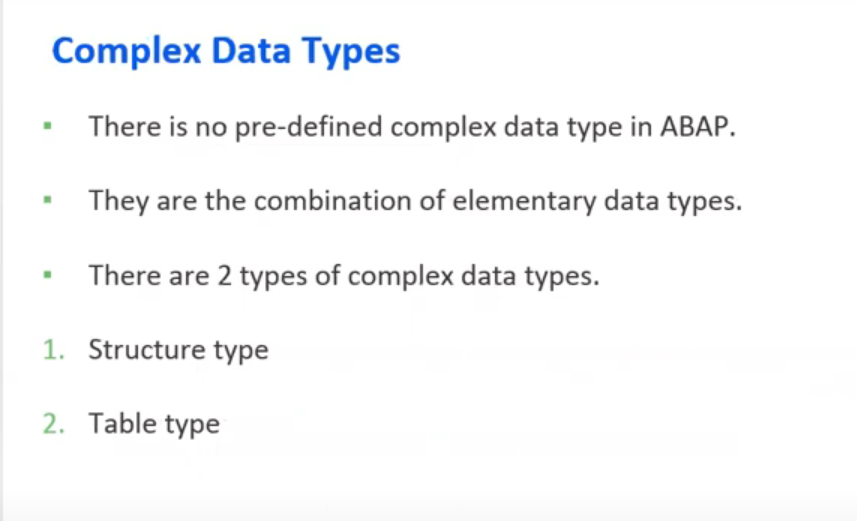 Complex Data Types
▪ There is no pre-defined complex data type in ABAP.
▪ They are the combination of elementary data types.
▪ There are 2 types of complex data types.
1. Structure type
2. Table type